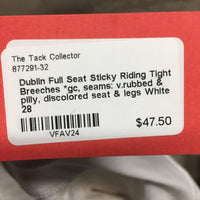 The Tack Collector
877291-32
Dublin Full Seat Sticky Riding Tight
Breeches *gc, seams: v.rubbed &
pilly, discolored seat & legs White
28
$47.50
VFAV24